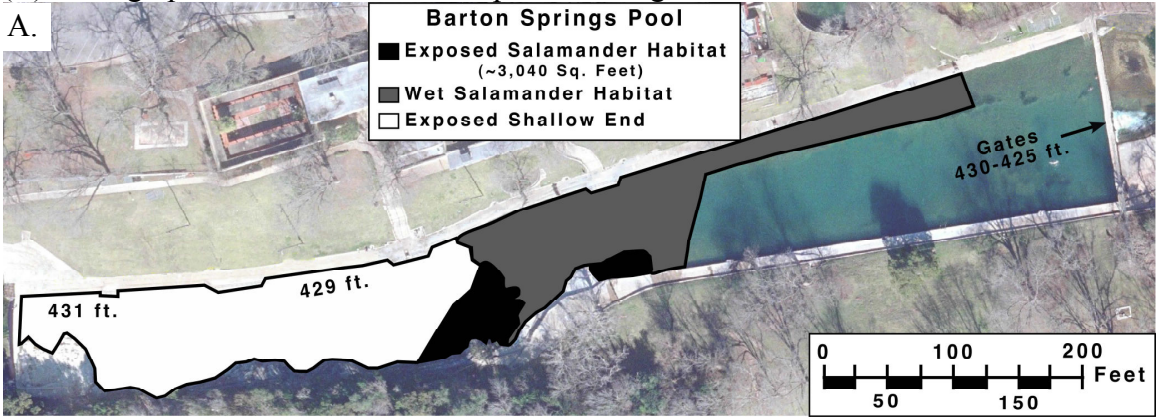 A.
Barton Springs Pool
Exposed Salamander Habitat
(~3,040 Sq. Feet)
Wet Salamander Habitat
Exposed Shallow End
Gates
430-425 ft.
429 ft.
431 ft.
0 100 200
Feet
50 150